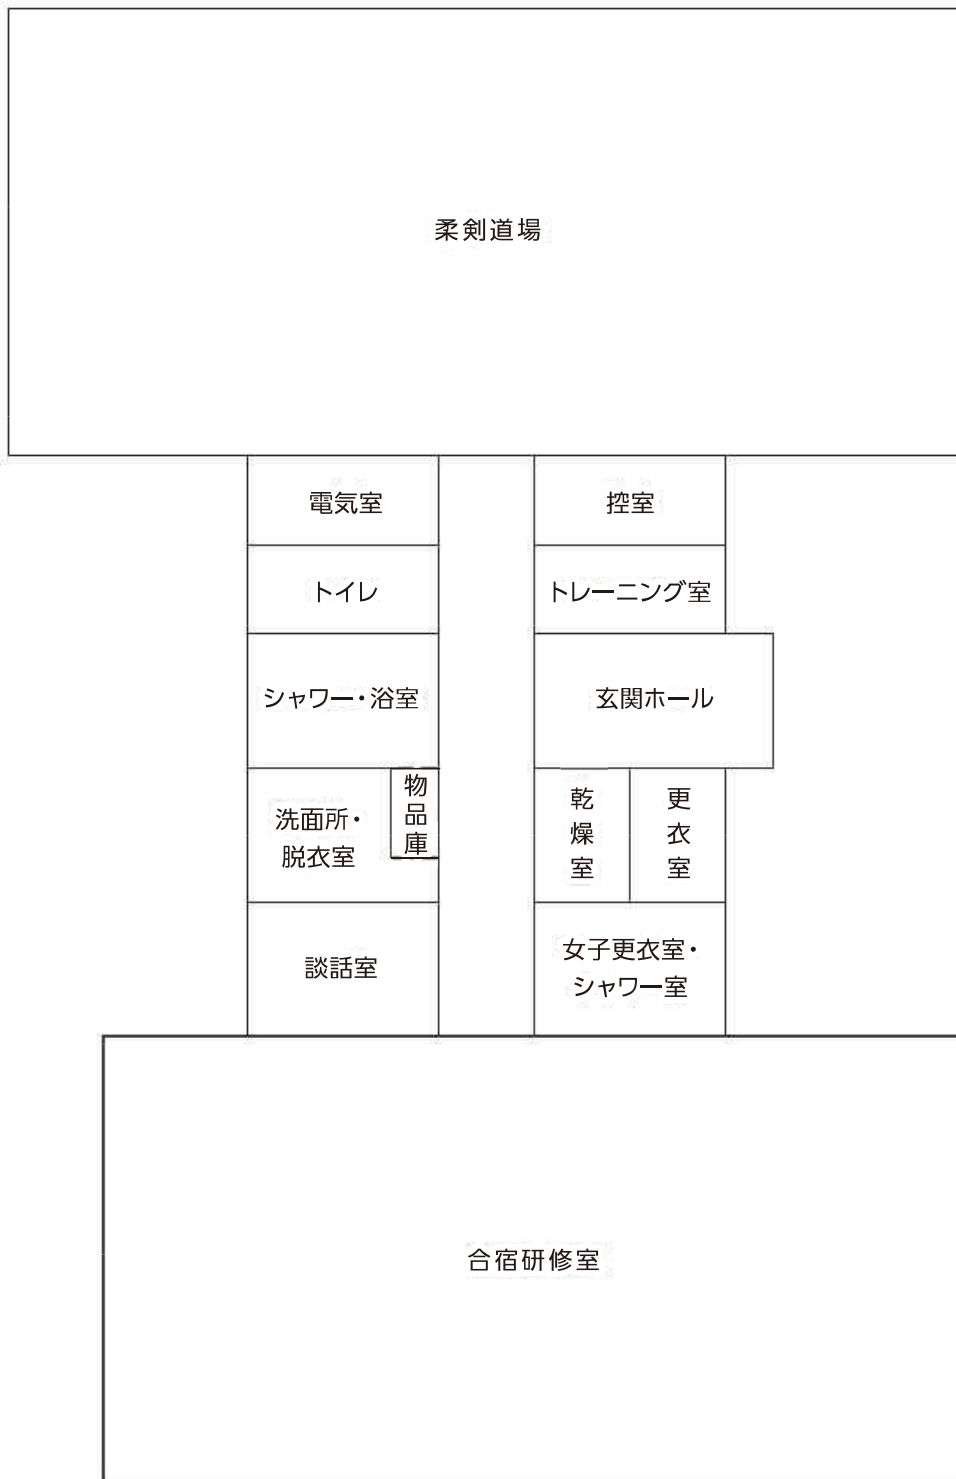 柔剣道場
電気室
控室
トイレ
トレーニング室
シャワー・浴室
玄関ホール
物品庫
洗面所・
脱衣室
乾燥室
更衣室
談話室
女子更衣室・
シャワー室
合宿研修室